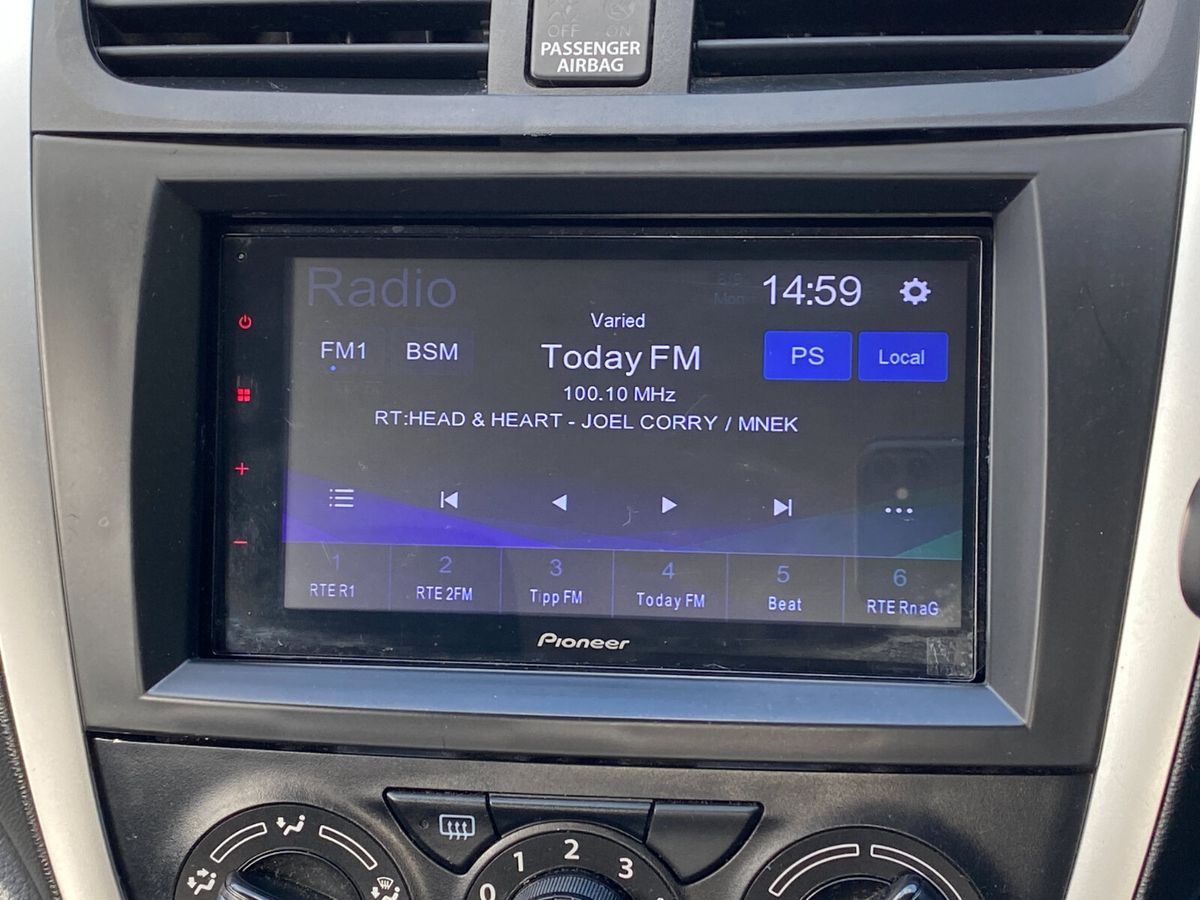 OFF ON
PASSENGER
AIRBAG
Radio
Mon
14:59
Varied
FM1
BSM
Today FM
PS
Local
100.10 MHz
RT:HEAD & HEART - JOEL CORRY / MNEK
1 2 3 4 5 6
RTE R1 RTE 2FM Tipp FM Today FM Beat RTE RnaG
Pioneer
0 1 2 3